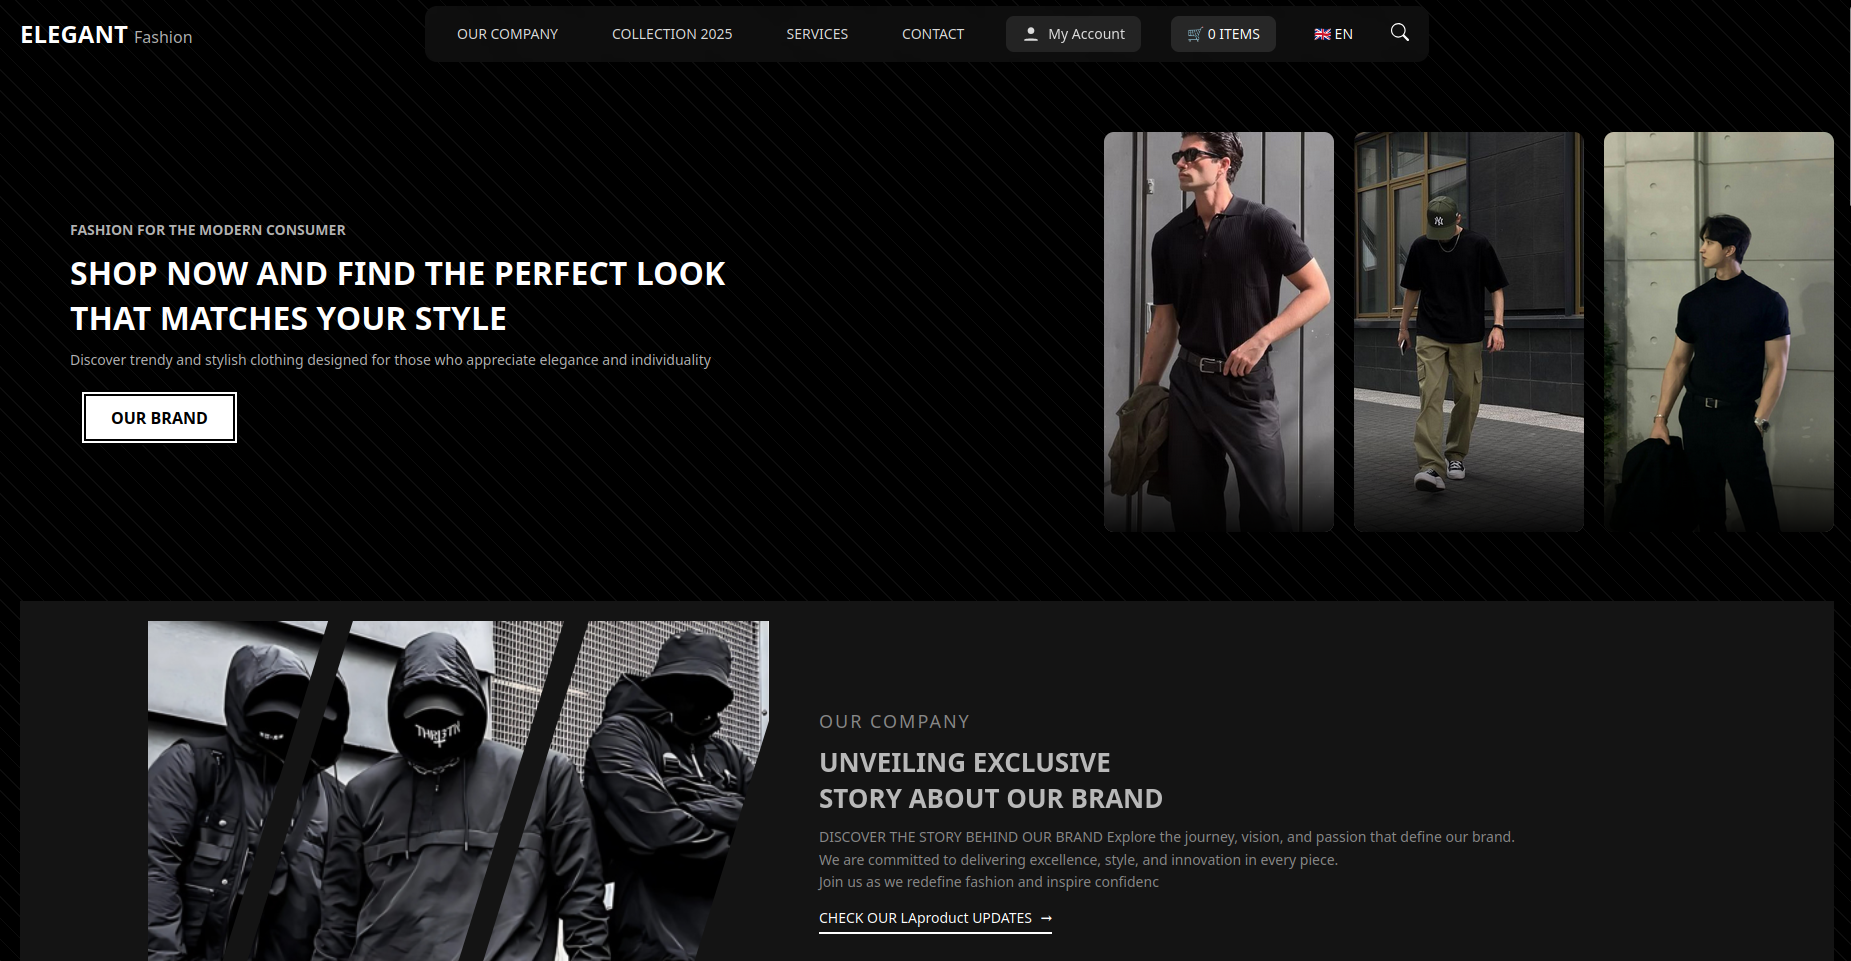 ELEGANT Fashion
OUR COMPANY
COLLECTION 2025
SERVICES
CONTACT
My Account
0 ITEMS
EN
FASHION FOR THE MODERN CONSUMER
SHOP NOW AND FIND THE PERFECT LOOK
THAT MATCHES YOUR STYLE
Discover trendy and stylish clothing designed for those who appreciate elegance and individuality
OUR BRAND
OUR COMPANY
UNVEILING EXCLUSIVE
STORY ABOUT OUR BRAND
DISCOVER THE STORY BEHIND OUR BRAND Explore the journey, vision, and passion that define our brand.
We are committed to delivering excellence, style, and innovation in every piece.
Join us as we redefine fashion and inspire confidenc
CHECK OUR LAproduct UPDATES →